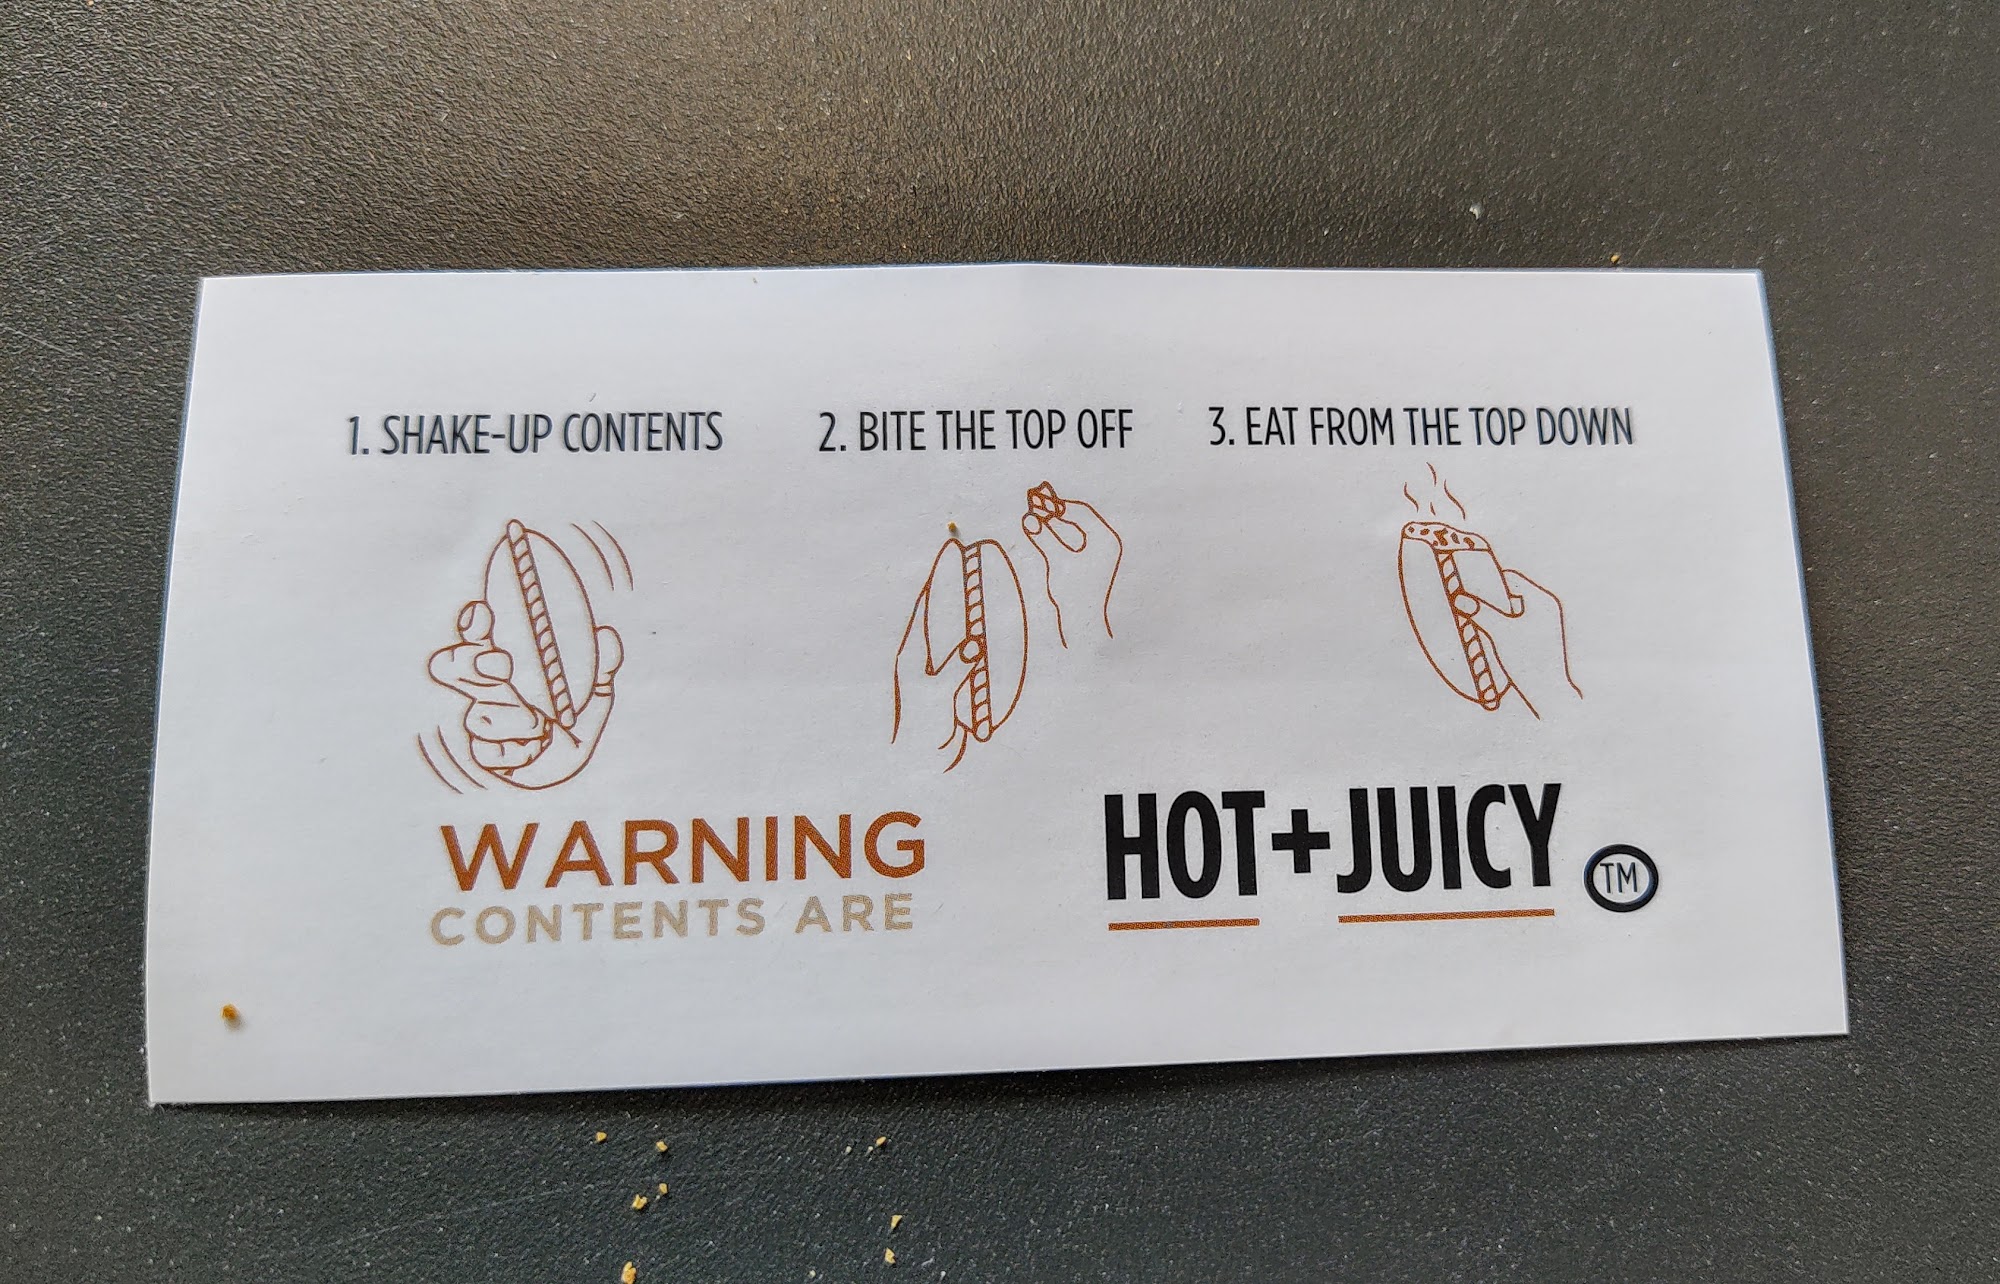 1. SHAKE-UP CONTENTS
2. BITE THE TOP OFF
3. EAT FROM THE TOP DOWN
WARNING
CONTENTS ARE
HOT+JUICY
TM